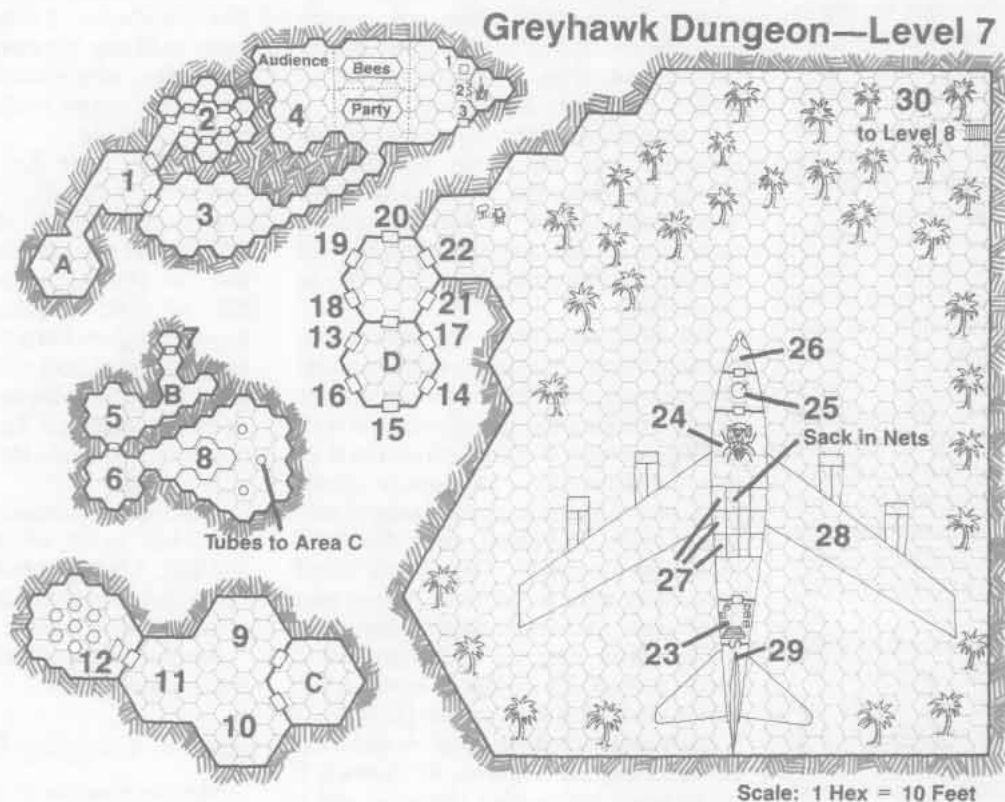 Greyhawk Dungeon—Level 7
Audience
Bees
Party
1
2
3
4
2
1
3
A
30
to Level 8
20
19
22
18
21
13
17
D
16
14
15
7
B
5
6
8
Tubes to Area C
26
25
24
Sack in Nets
28
27
23
29
9
12
11
C
10
Scale: 1 Hex = 10 Feet